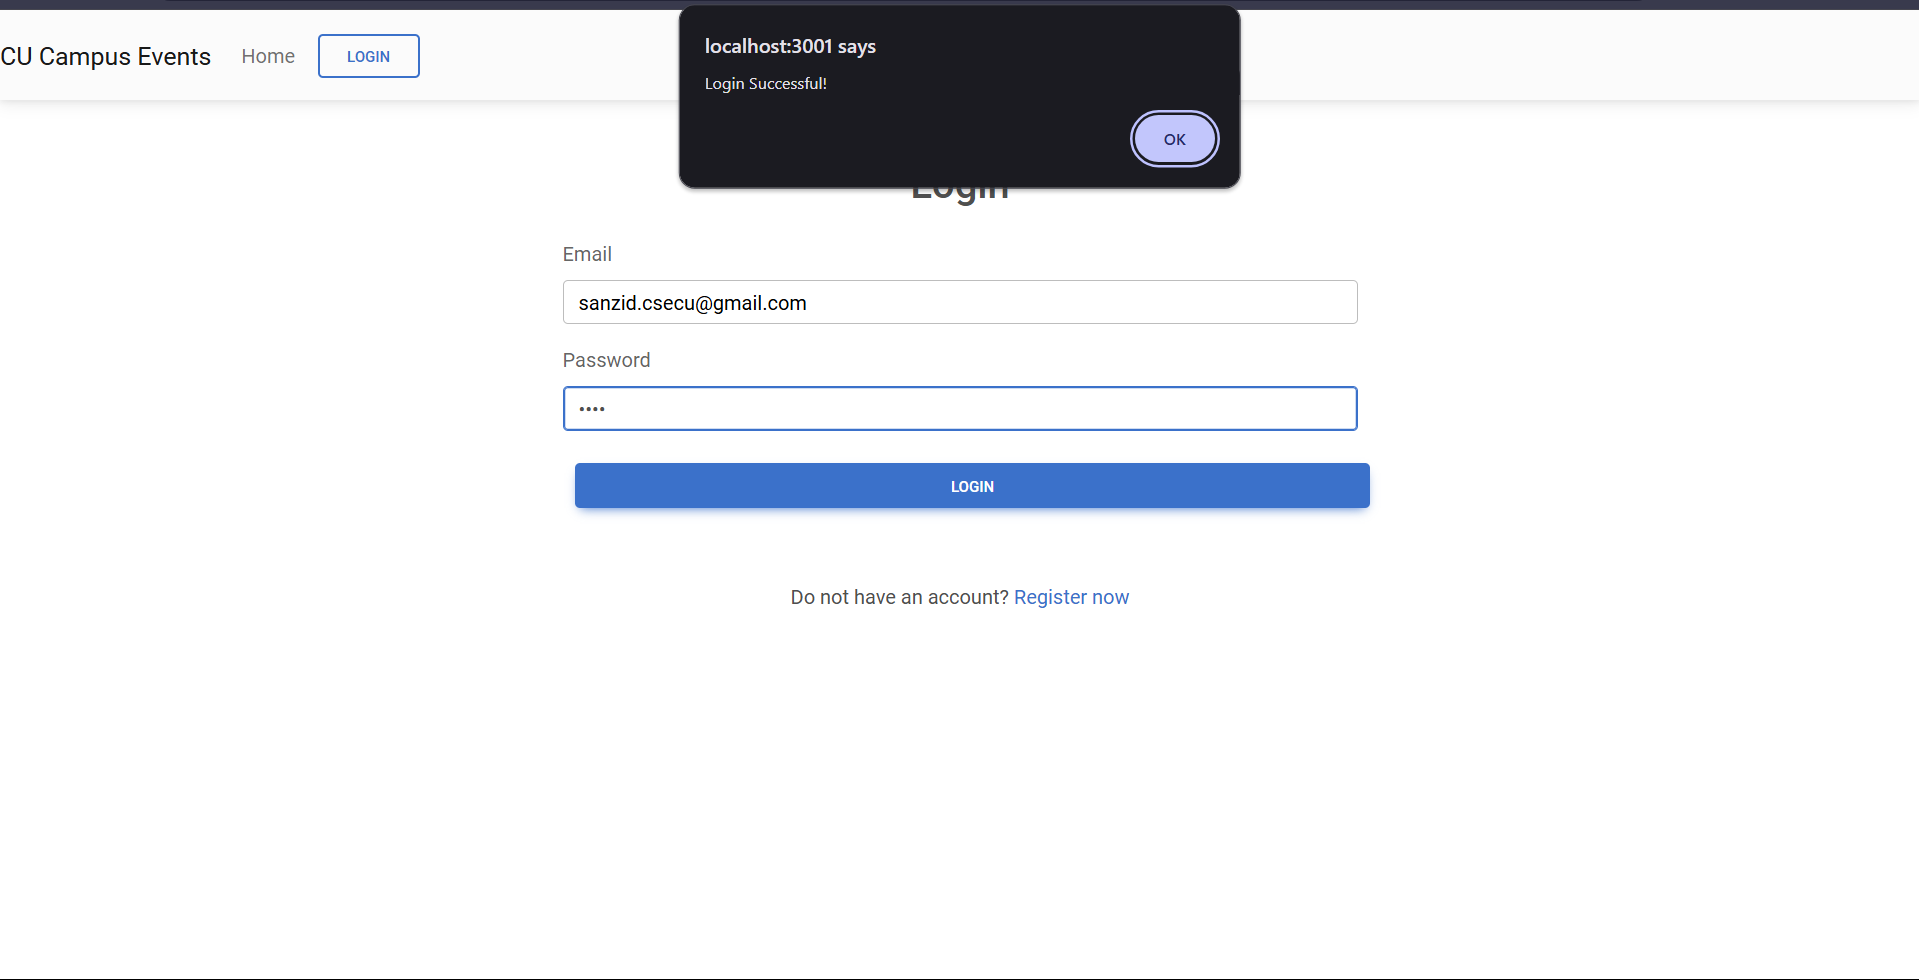 CU Campus Events Home LOGIN
localhost:3001 says
Login Successful!
OK
Login
Email
sanzid.csecu@gmail.com
Password
••••
LOGIN
Do not have an account? Register now